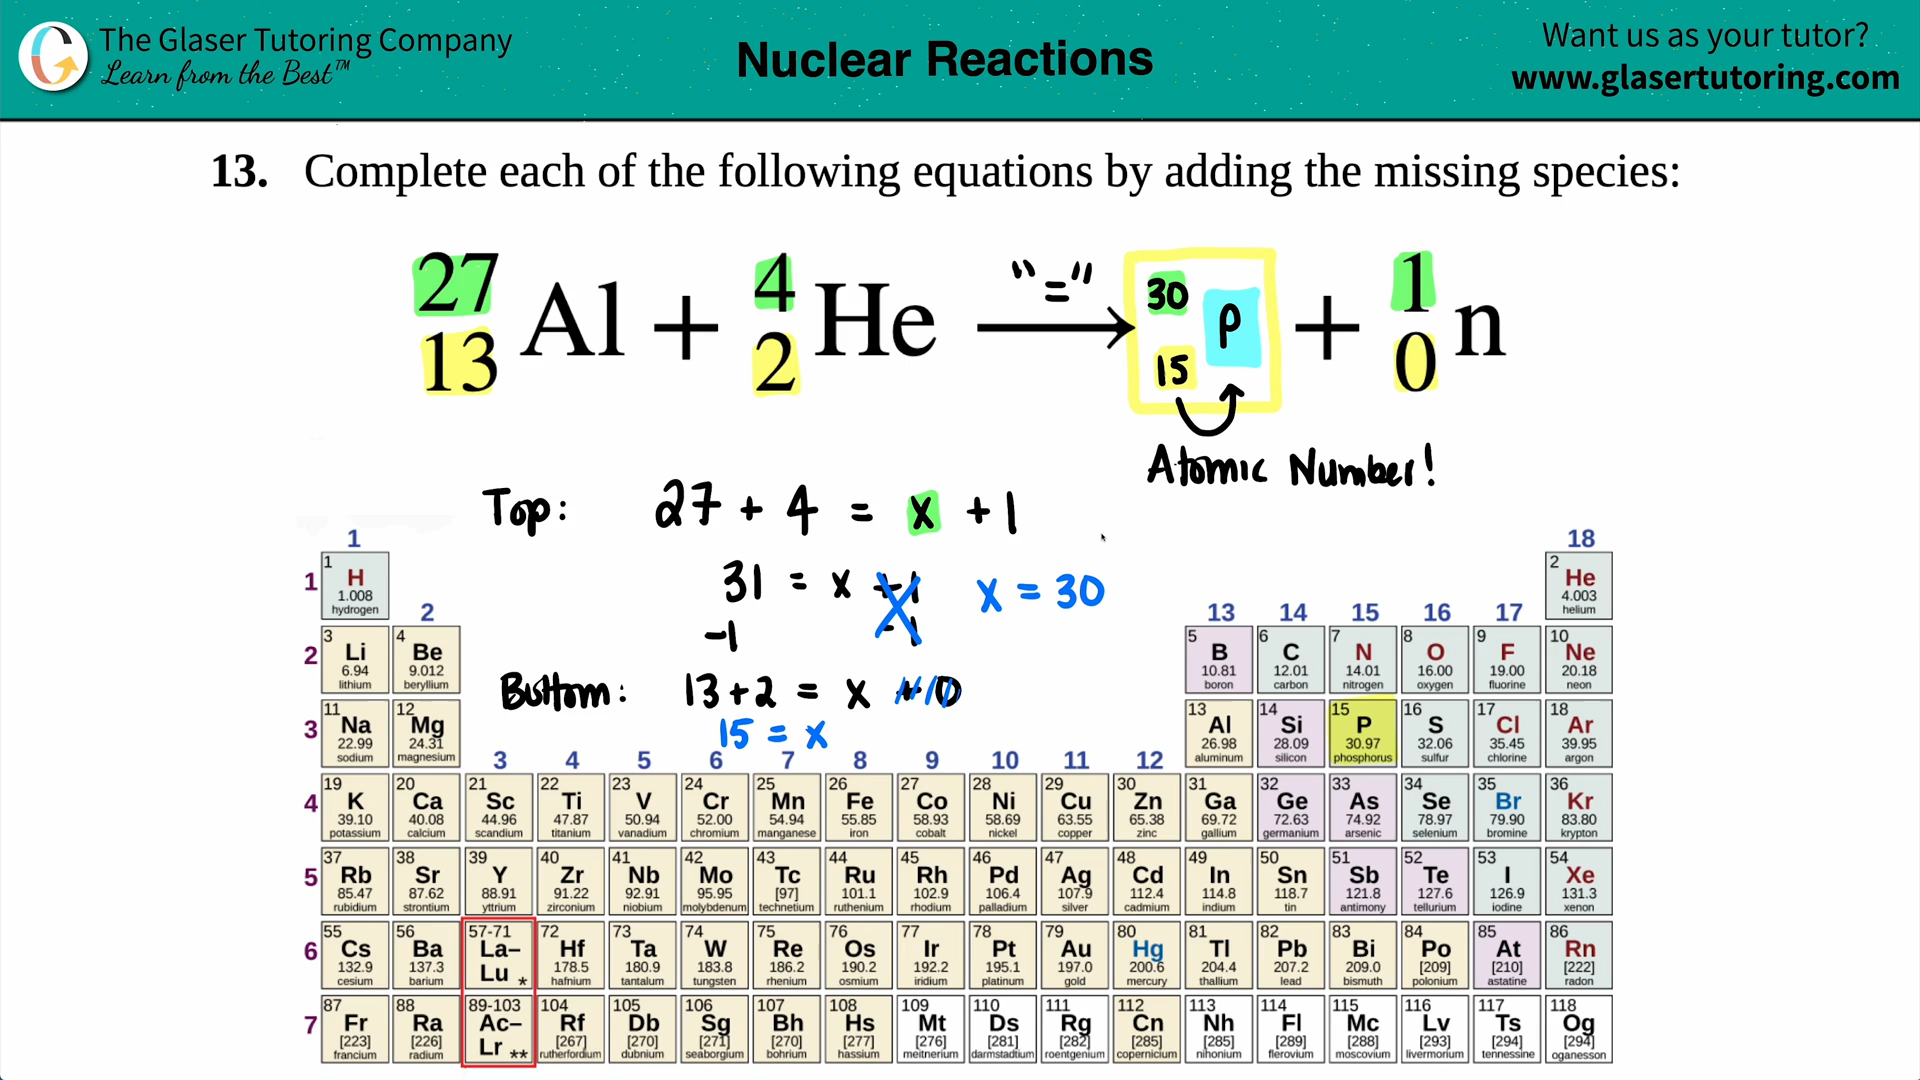 The Glaser Tutoring Company
Learn from the Best™
Nuclear Reactions
Want us as your tutor?
www.glasertutoring.com
13. Complete each of the following equations by adding the missing species:
27 4 "=" 30 1
Al + He → P + n
13 2 15 0
Atomic Number!
Top: 27 + 4 = x + 1
31 = x + 1 x = 30
-1 -1
Bottom: 13 + 2 = x + 0
15 = x
1 18
1 1 H 1.008 hydrogen 2 He 4.003 helium
2 13 14 15 16 17
2 3 Li 6.94 lithium 4 Be 9.012 beryllium 5 B 10.81 boron 6 C 12.01 carbon 7 N 14.01 nitrogen 8 O 16.00 oxygen 9 F 19.00 fluorine 10 Ne 20.18 neon
3 11 Na 22.99 sodium 12 Mg 24.31 magnesium 13 Al 26.98 aluminum 14 Si 28.09 silicon 15 P 30.97 phosphorus 16 S 32.06 sulfur 17 Cl 35.45 chlorine 18 Ar 39.95 argon
3 4 5 6 7 8 9 10 11 12
4 19 K 39.10 potassium 20 Ca 40.08 calcium 21 Sc 44.96 scandium 22 Ti 47.87 titanium 23 V 50.94 vanadium 24 Cr 52.00 chromium 25 Mn 54.94 manganese 26 Fe 55.85 iron 27 Co 58.93 cobalt 28 Ni 58.69 nickel 29 Cu 63.55 copper 30 Zn 65.38 zinc 31 Ga 69.72 gallium 32 Ge 72.63 germanium 33 As 74.92 arsenic 34 Se 78.97 selenium 35 Br 79.90 bromine 36 Kr 83.80 krypton
5 37 Rb 85.47 rubidium 38 Sr 87.62 strontium 39 Y 88.91 yttrium 40 Zr 91.22 zirconium 41 Nb 92.91 niobium 42 Mo 95.95 molybdenum 43 Tc [97] technetium 44 Ru 101.1 ruthenium 45 Rh 102.9 rhodium 46 Pd 106.4 palladium 47 Ag 107.9 silver 48 Cd 112.4 cadmium 49 In 114.8 indium 50 Sn 118.7 tin 51 Sb 121.8 antimony 52 Te 127.6 tellurium 53 I 126.9 iodine 54 Xe 131.3 xenon
6 55 Cs 132.9 cesium 56 Ba 137.3 barium 57-71 La–Lu * 72 Hf 178.5 hafnium 73 Ta 180.9 tantalum 74 W 183.8 tungsten 75 Re 186.2 rhenium 76 Os 190.2 osmium 77 Ir 192.2 iridium 78 Pt 195.1 platinum 79 Au 197.0 gold 80 Hg 200.6 mercury 81 Tl 204.4 thallium 82 Pb 207.2 lead 83 Bi 209.0 bismuth 84 Po [209] polonium 85 At [210] astatine 86 Rn [222] radon
7 87 Fr [223] francium 88 Ra [226] radium 89-103 Ac–Lr ** 104 Rf [267] rutherfordium 105 Db [270] dubnium 106 Sg [271] seaborgium 107 Bh [270] bohrium 108 Hs [277] hassium 109 Mt [276] meitnerium 110 Ds [281] darmstadtium 111 Rg [282] roentgenium 112 Cn [285] copernicium 113 Nh [285] nihonium 114 Fl [289] flerovium 115 Mc [288] moscovium 116 Lv [293] livermorium 117 Ts [294] tennessine 118 Og [294] oganesson